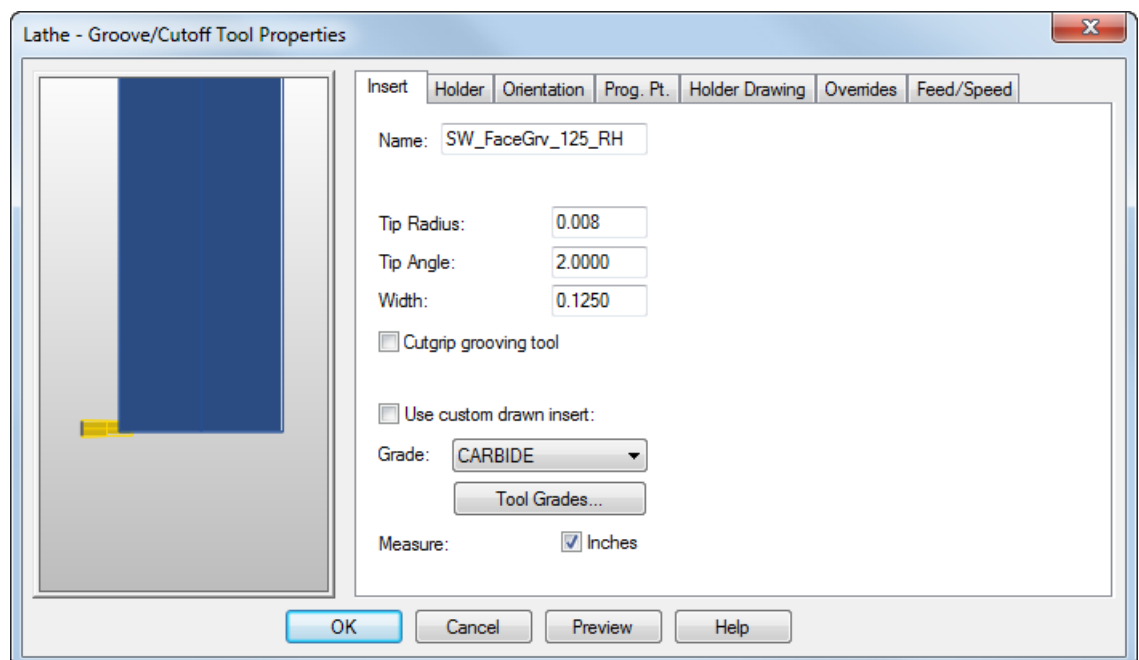 Lathe - Groove/Cutoff Tool Properties
X
Insert Holder Orientation Prog. Pt. Holder Drawing Overrides Feed/Speed
Name: SW_FaceGrv_125_RH
Tip Radius: 0.008
Tip Angle: 2.0000
Width: 0.1250
Cutgrip grooving tool
Use custom drawn insert:
Grade: CARBIDE
Tool Grades...
Measure: Inches
OK Cancel Preview Help